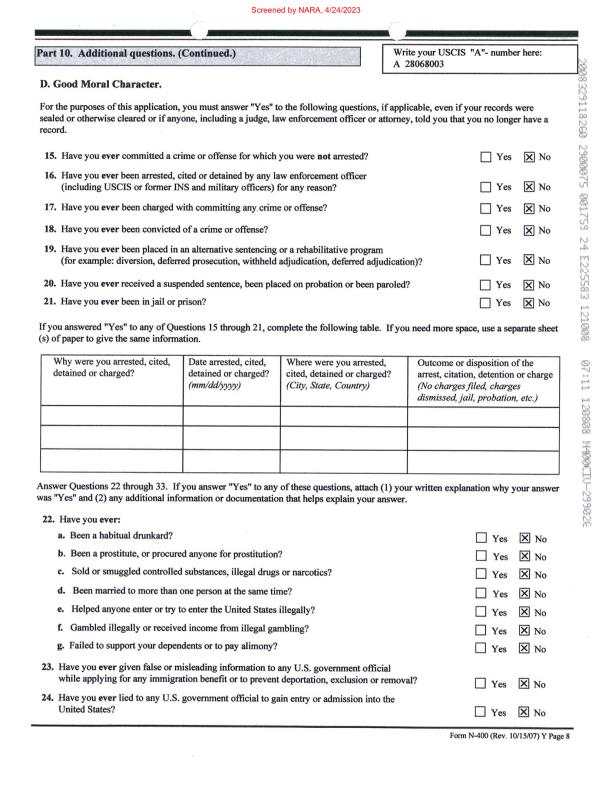 Screened by NARA, 4/24/2023
Part 10. Additional questions. (Continued.)
Write your USCIS "A"- number here:
A 28068003
D. Good Moral Character.
For the purposes of this application, you must answer "Yes" to the following questions, if applicable, even if your records were
sealed or otherwise cleared or if anyone, including a judge, law enforcement officer or attorney, told you that you no longer have a
record.
15. Have you ever committed a crime or offense for which you were not arrested? Yes No
16. Have you ever been arrested, cited or detained by any law enforcement officer
(including USCIS or former INS and military officers) for any reason? Yes No
17. Have you ever been charged with committing any crime or offense? Yes No
18. Have you ever been convicted of a crime or offense? Yes No
19. Have you ever been placed in an alternative sentencing or a rehabilitative program
(for example: diversion, deferred prosecution, withheld adjudication, deferred adjudication)? Yes No
20. Have you ever received a suspended sentence, been placed on probation or been paroled? Yes No
21. Have you ever been in jail or prison? Yes No
If you answered "Yes" to any of Questions 15 through 21, complete the following table. If you need more space, use a separate sheet
(s) of paper to give the same information.
Why were you arrested, cited,
detained or charged?
Date arrested, cited,
detained or charged?
(mm/dd/yyyy)
Where were you arrested,
cited, detained or charged?
(City, State, Country)
Outcome or disposition of the
arrest, citation, detention or charge
(No charges filed, charges
dismissed, jail, probation, etc.)
Answer Questions 22 through 33. If you answer "Yes" to any of these questions, attach (1) your written explanation why your answer
was "Yes" and (2) any additional information or documentation that helps explain your answer.
22. Have you ever:
a. Been a habitual drunkard? Yes No
b. Been a prostitute, or procured anyone for prostitution? Yes No
c. Sold or smuggled controlled substances, illegal drugs or narcotics? Yes No
d. Been married to more than one person at the same time? Yes No
e. Helped anyone enter or try to enter the United States illegally? Yes No
f. Gambled illegally or received income from illegal gambling? Yes No
g. Failed to support your dependents or to pay alimony? Yes No
23. Have you ever given false or misleading information to any U.S. government official
while applying for any immigration benefit or to prevent deportation, exclusion or removal? Yes No
24. Have you ever lied to any U.S. government official to gain entry or admission into the
United States? Yes No
Form N-400 (Rev. 10/15/07) Y Page 8
2008329118260 2900075 001759 24 E225583 121008 07:11 120808